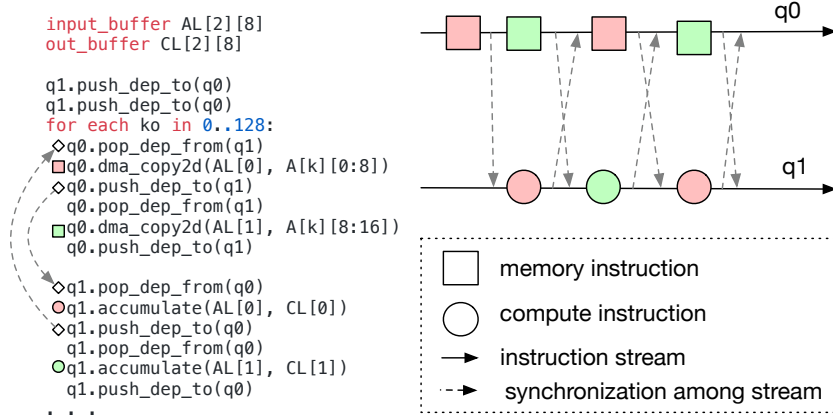 input_buffer AL[2][8]
out_buffer CL[2][8]
q1.push_dep_to(q0)
q1.push_dep_to(q0)
for each ko in 0..128:
q0.pop_dep_from(q1)
q0.dma_copy2d(AL[0], A[k][0:8])
q0.push_dep_to(q1)
q0.pop_dep_from(q1)
q0.dma_copy2d(AL[1], A[k][8:16])
q0.push_dep_to(q1)
q1.pop_dep_from(q0)
q1.accumulate(AL[0], CL[0])
q1.push_dep_to(q0)
q1.pop_dep_from(q0)
q1.accumulate(AL[1], CL[1])
q1.push_dep_to(q0)
q0
q1
memory instruction
compute instruction
instruction stream
synchronization among stream